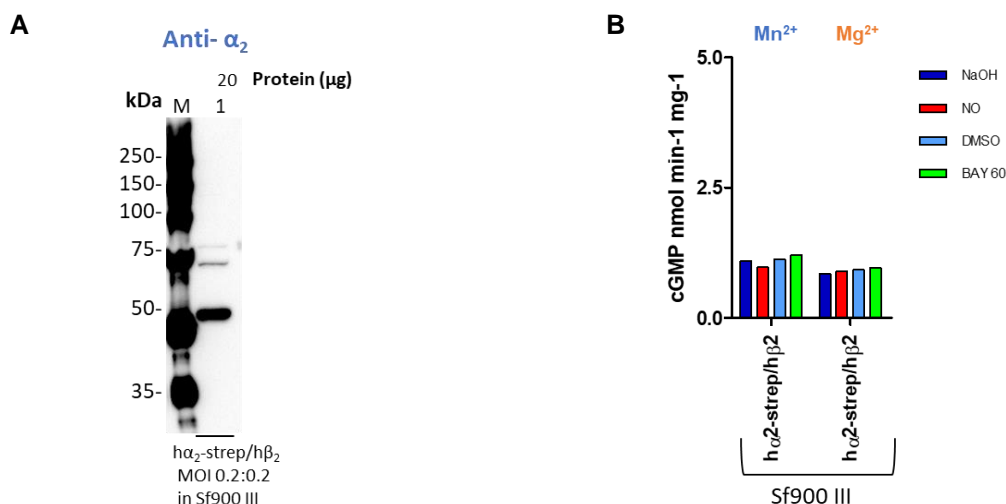 A
Anti- α2
20 Protein (µg)
kDa M 1
250-
150-
100-
75-
50-
35-
hα2-strep/hβ2
MOI 0.2:0.2
in Sf900 III
B
Mn2+ Mg2+
5.0
2.5
0.0
cGMP nmol min-1 mg-1
NaOH
NO
DMSO
BAY 60
hα2-strep/hβ2
hα2-strep/hβ2
Sf900 III